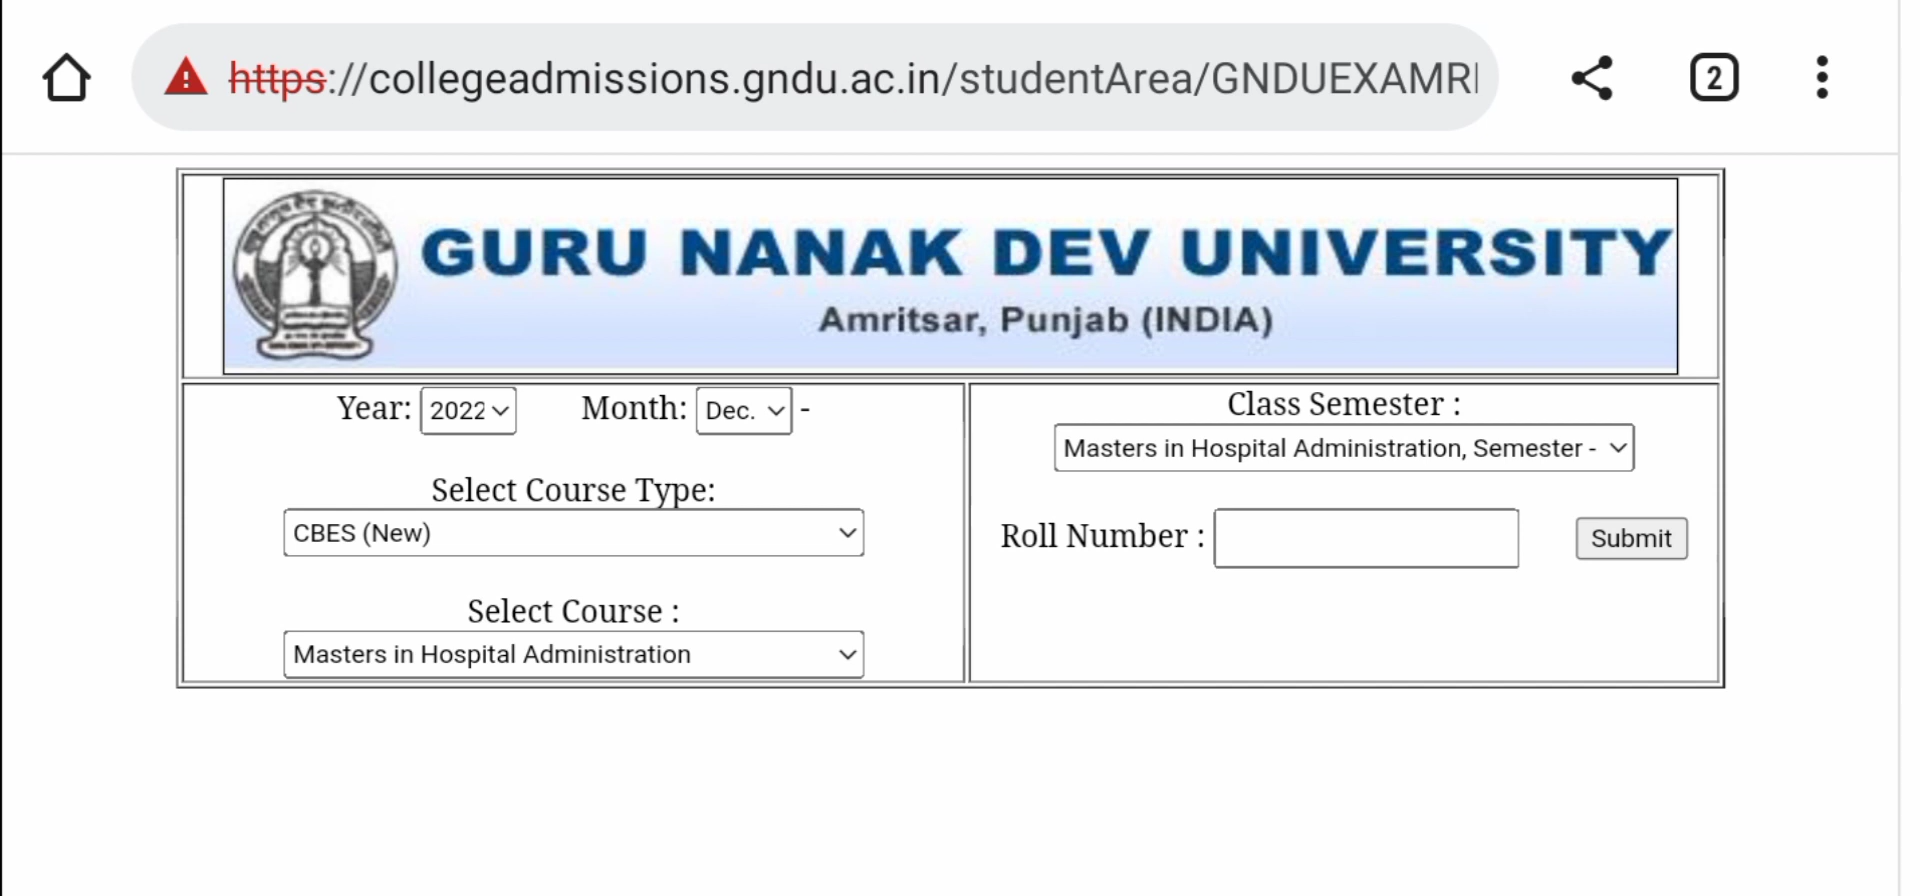 https://collegeadmissions.gndu.ac.in/studentArea/GNDUEXAMR
2
GURU NANAK DEV UNIVERSITY
Amritsar, Punjab (INDIA)
Year: 2022 Month: Dec. -
Select Course Type:
CBES (New)
Select Course :
Masters in Hospital Administration
Class Semester :
Masters in Hospital Administration, Semester -
Roll Number : Submit